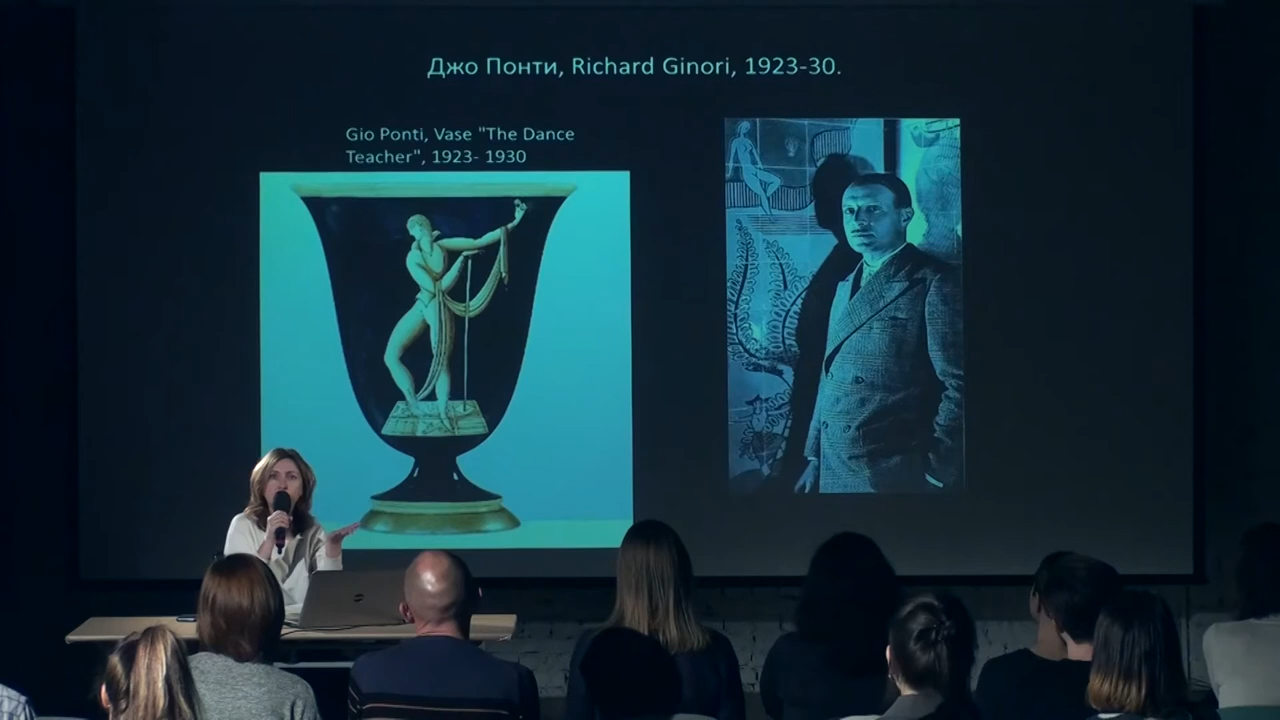 Джо Понти, Richard Ginori, 1923-30.
Gio Ponti, Vase "The Dance
Teacher", 1923- 1930